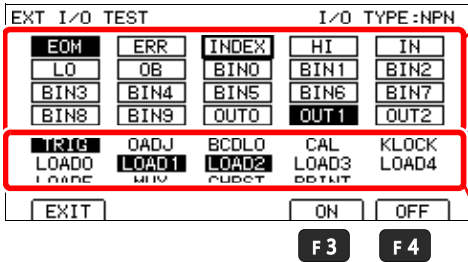 EXT I/O TEST I/O TYPE:NPN
EOM ERR INDEX HI IN
LO OB BIN0 BIN1 BIN2
BIN3 BIN4 BIN5 BIN6 BIN7
BIN8 BIN9 OUT0 OUT1 OUT2
TRIG 0ADJ BCDLO CAL KLOCK
LOAD0 LOAD1 LOAD2 LOAD3 LOAD4
EXIT ON OFF
F3 F4